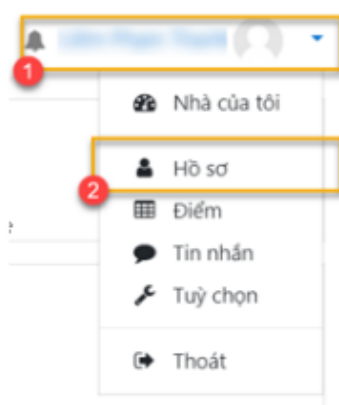 1
Nhà của tôi
2
Hồ sơ
Điểm
Tin nhắn
Tuỳ chọn
Thoát